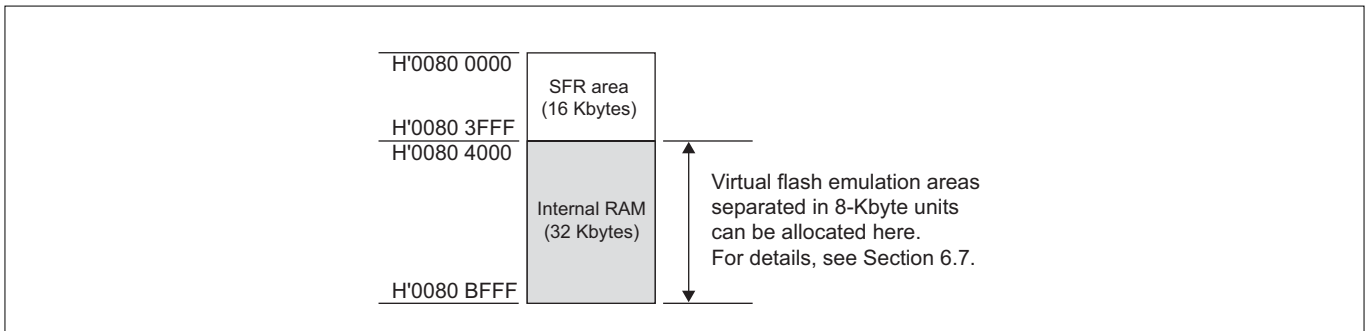 H'0080 0000
SFR area
(16 Kbytes)
H'0080 3FFF
H'0080 4000
Internal RAM
(32 Kbytes)
Virtual flash emulation areas
separated in 8-Kbyte units
can be allocated here.
For details, see Section 6.7.
H'0080 BFFF